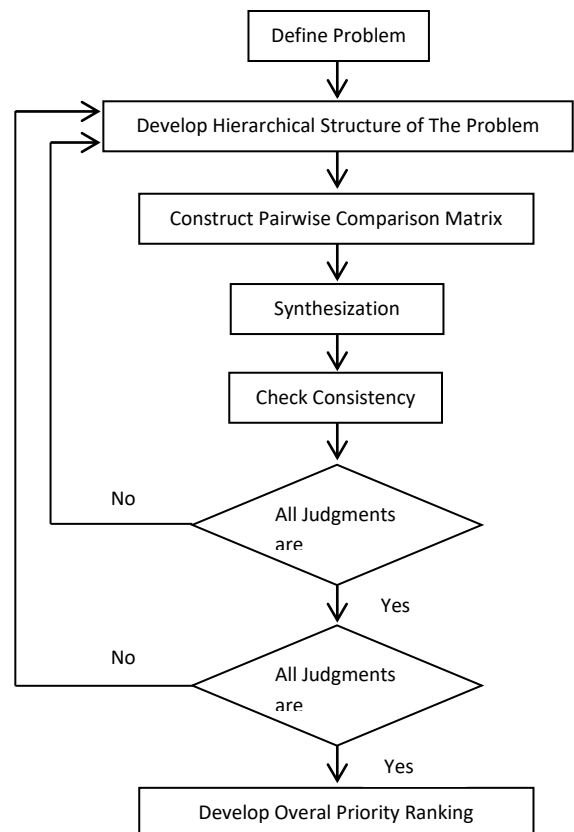 Define Problem
Develop Hierarchical Structure of The Problem
Construct Pairwise Comparison Matrix
Synthesization
Check Consistency
No
All Judgments
are
Yes
No
All Judgments
are
Yes
Develop Overal Priority Ranking